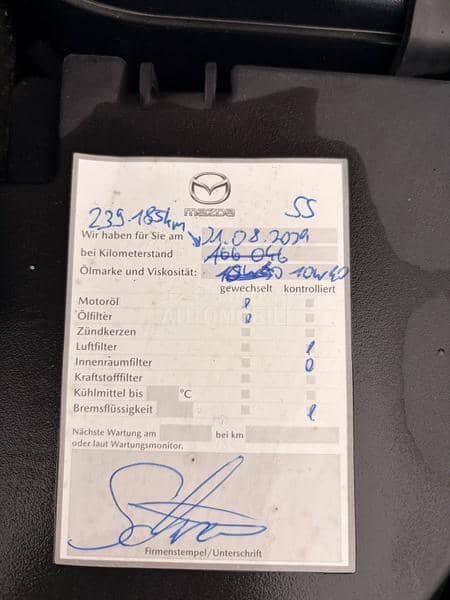 mazda
SS
239.185km
Wir haben für Sie am 21.08.2029
bei Kilometerstand 166 046
Ölmarke und Viskosität: 10W40
gewechselt kontrolliert
Motoröl
Ölfilter
Zündkerzen
Luftfilter
Innenraumfilter
Kraftstofffilter
Kühlmittel bis °C
Bremsflüssigkeit
Nächste Wartung am bei km
oder laut Wartungsmonitor.
Firmenstempel/Unterschrift